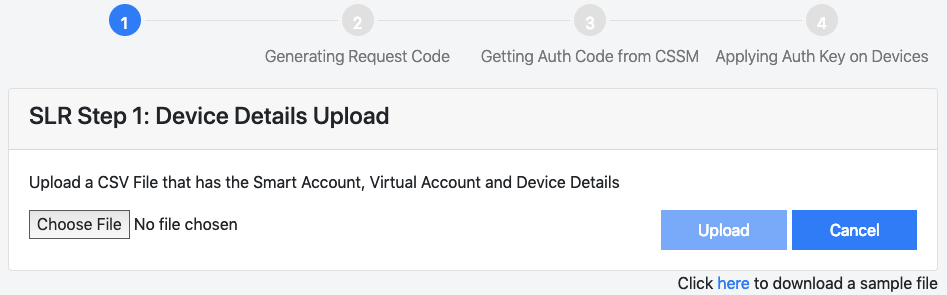 1
2
3
4
Generating Request Code
Getting Auth Code from CSSM
Applying Auth Key on Devices
SLR Step 1: Device Details Upload
Upload a CSV File that has the Smart Account, Virtual Account and Device Details
Choose File No file chosen
Upload
Cancel
Click here to download a sample file